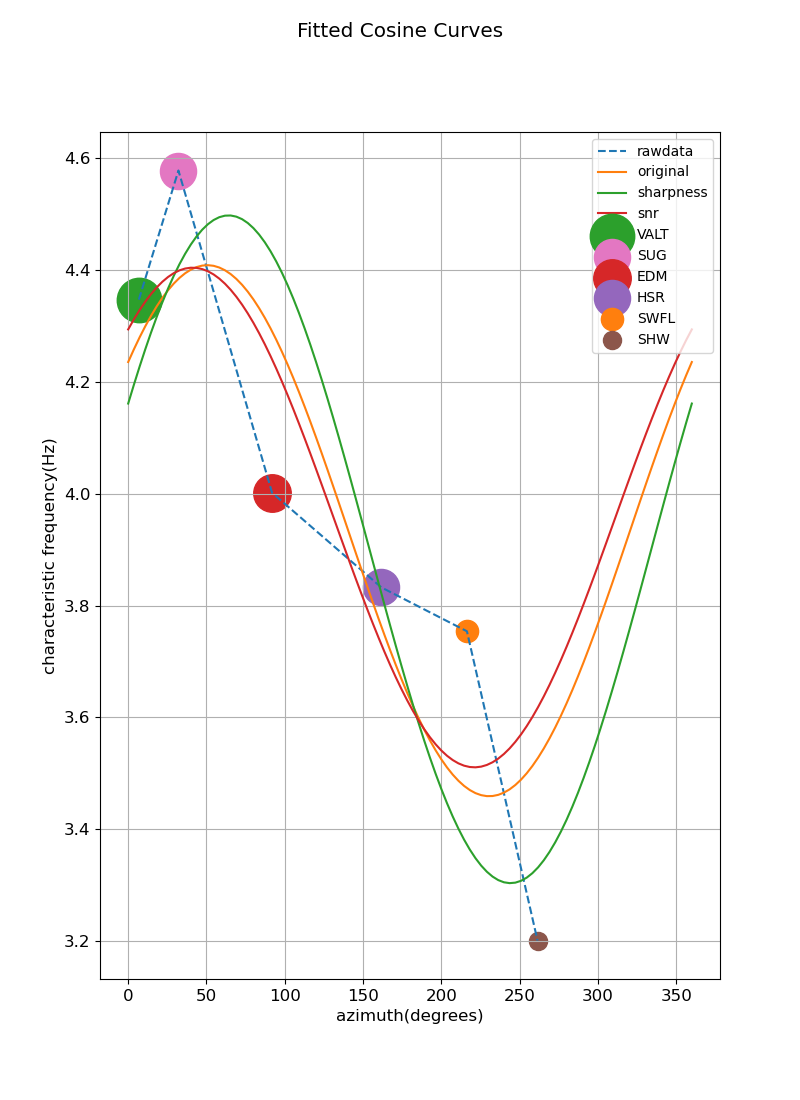 Fitted Cosine Curves
4.6
4.4
4.2
4.0
3.8
3.6
3.4
3.2
characteristic frequency(Hz)
rawdata
original
sharpness
snr
VALT
SUG
EDM
HSR
SWFL
SHW
0 50 100 150 200 250 300 350
azimuth(degrees)